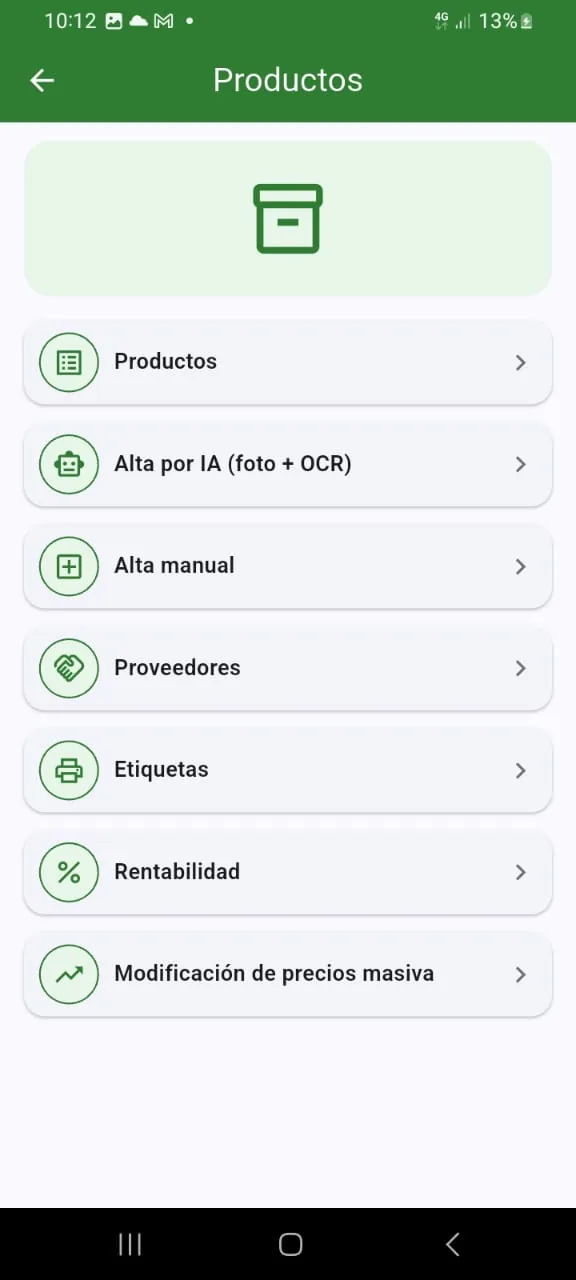 10:12 4G 13%
Productos
Productos
Alta por IA (foto + OCR)
Alta manual
Proveedores
Etiquetas
Rentabilidad
Modificación de precios masiva